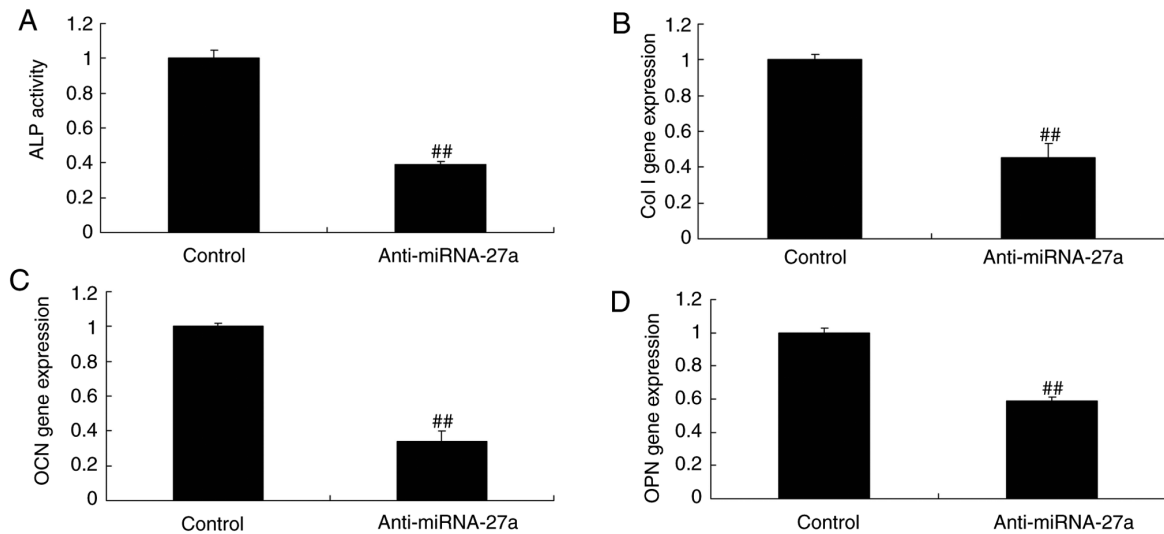 A
ALP activity
1.2
1
0.8
0.6
0.4
0.2
0
##
Control
Anti-miRNA-27a
B
Col I gene expression
1.2
1
0.8
0.6
0.4
0.2
0
##
Control
Anti-miRNA-27a
C
OCN gene expression
1.2
1
0.8
0.6
0.4
0.2
0
##
Control
Anti-miRNA-27a
D
OPN gene expression
1.2
1
0.8
0.6
0.4
0.2
0
##
Control
Anti-miRNA-27a